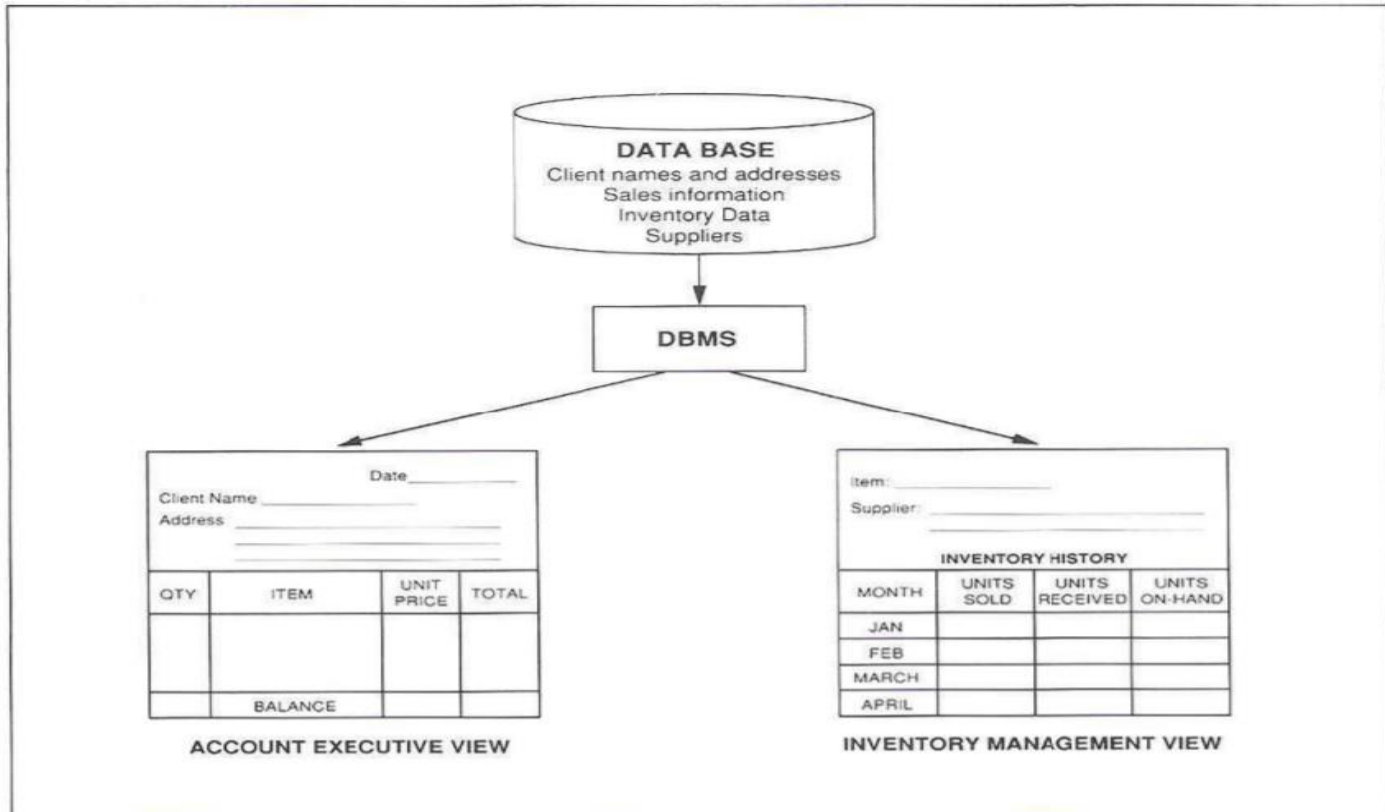 DATA BASE
Client names and addresses
Sales information
Inventory Data
Suppliers
DBMS
Date
Client Name
Address
QTY
ITEM
UNIT
PRICE
TOTAL
BALANCE
ACCOUNT EXECUTIVE VIEW
Item:
Supplier:
INVENTORY HISTORY
MONTH
UNITS
SOLD
UNITS
RECEIVED
UNITS
ON-HAND
JAN
FEB
MARCH
APRIL
INVENTORY MANAGEMENT VIEW